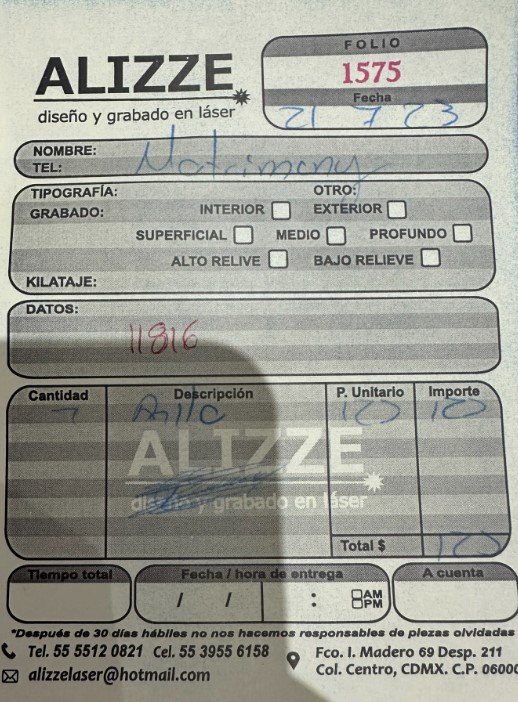 ALIZZE
diseño y grabado en láser
FOLIO
1575
Fecha
21 7 23
NOMBRE:
TEL:
Matrimony
TIPOGRAFÍA: OTRO:
GRABADO: INTERIOR EXTERIOR
SUPERFICIAL MEDIO PROFUNDO
ALTO RELIVE BAJO RELIEVE
KILATAJE:
DATOS:
11816
Cantidad Descripción P. Unitario Importe
1 Anillo 120 120
ALIZZE
diseño y grabado en láser
Total $ 120
Tiempo total Fecha / hora de entrega A cuenta
/ / : AM
PM
*Después de 30 días hábiles no nos hacemos responsables de piezas olvidadas
Tel. 55 5512 0821 Cel. 55 3955 6158
alizzelaser@hotmail.com
Fco. I. Madero 69 Desp. 211
Col. Centro, CDMX. C.P. 06000